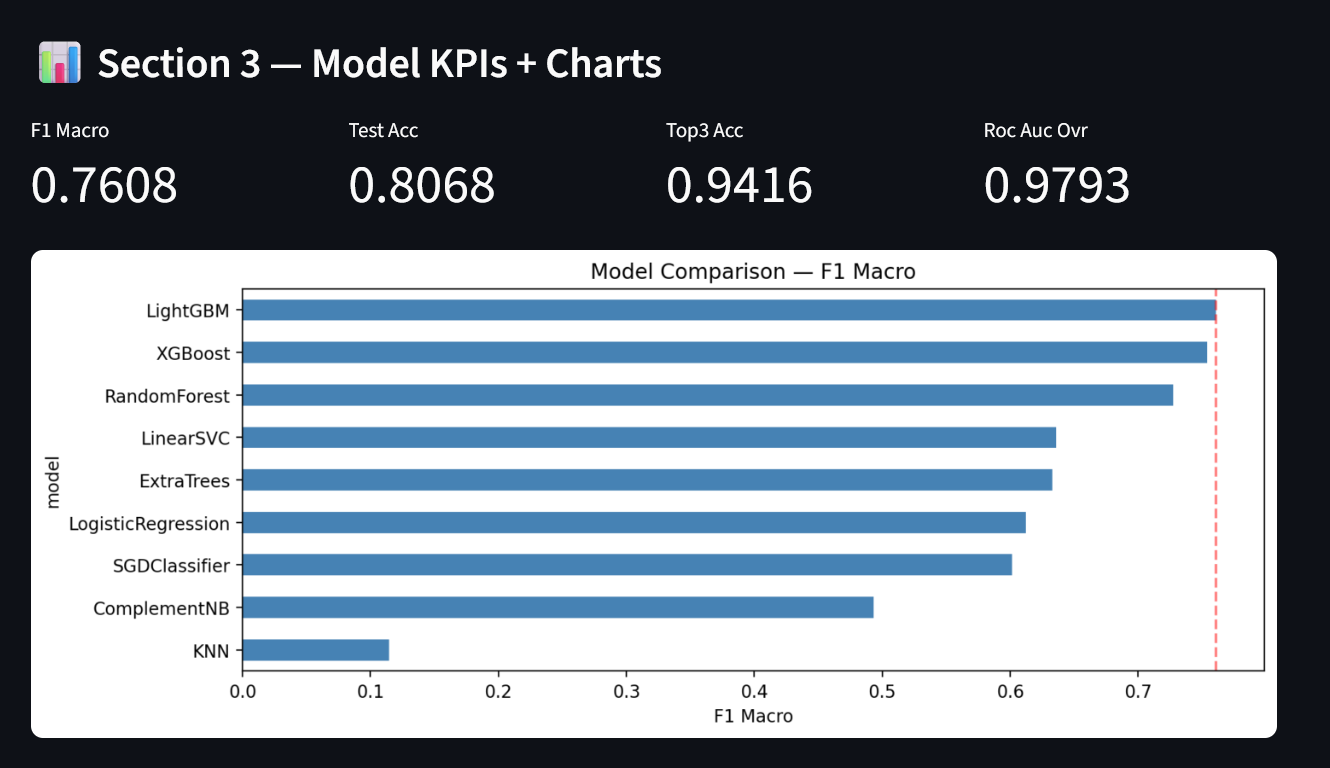 📊 Section 3 — Model KPIs + Charts
F1 Macro
0.7608
Test Acc
0.8068
Top3 Acc
0.9416
Roc Auc Ovr
0.9793
Model Comparison — F1 Macro
model
LightGBM
XGBoost
RandomForest
LinearSVC
ExtraTrees
LogisticRegression
SGDClassifier
ComplementNB
KNN
0.0 0.1 0.2 0.3 0.4 0.5 0.6 0.7
F1 Macro